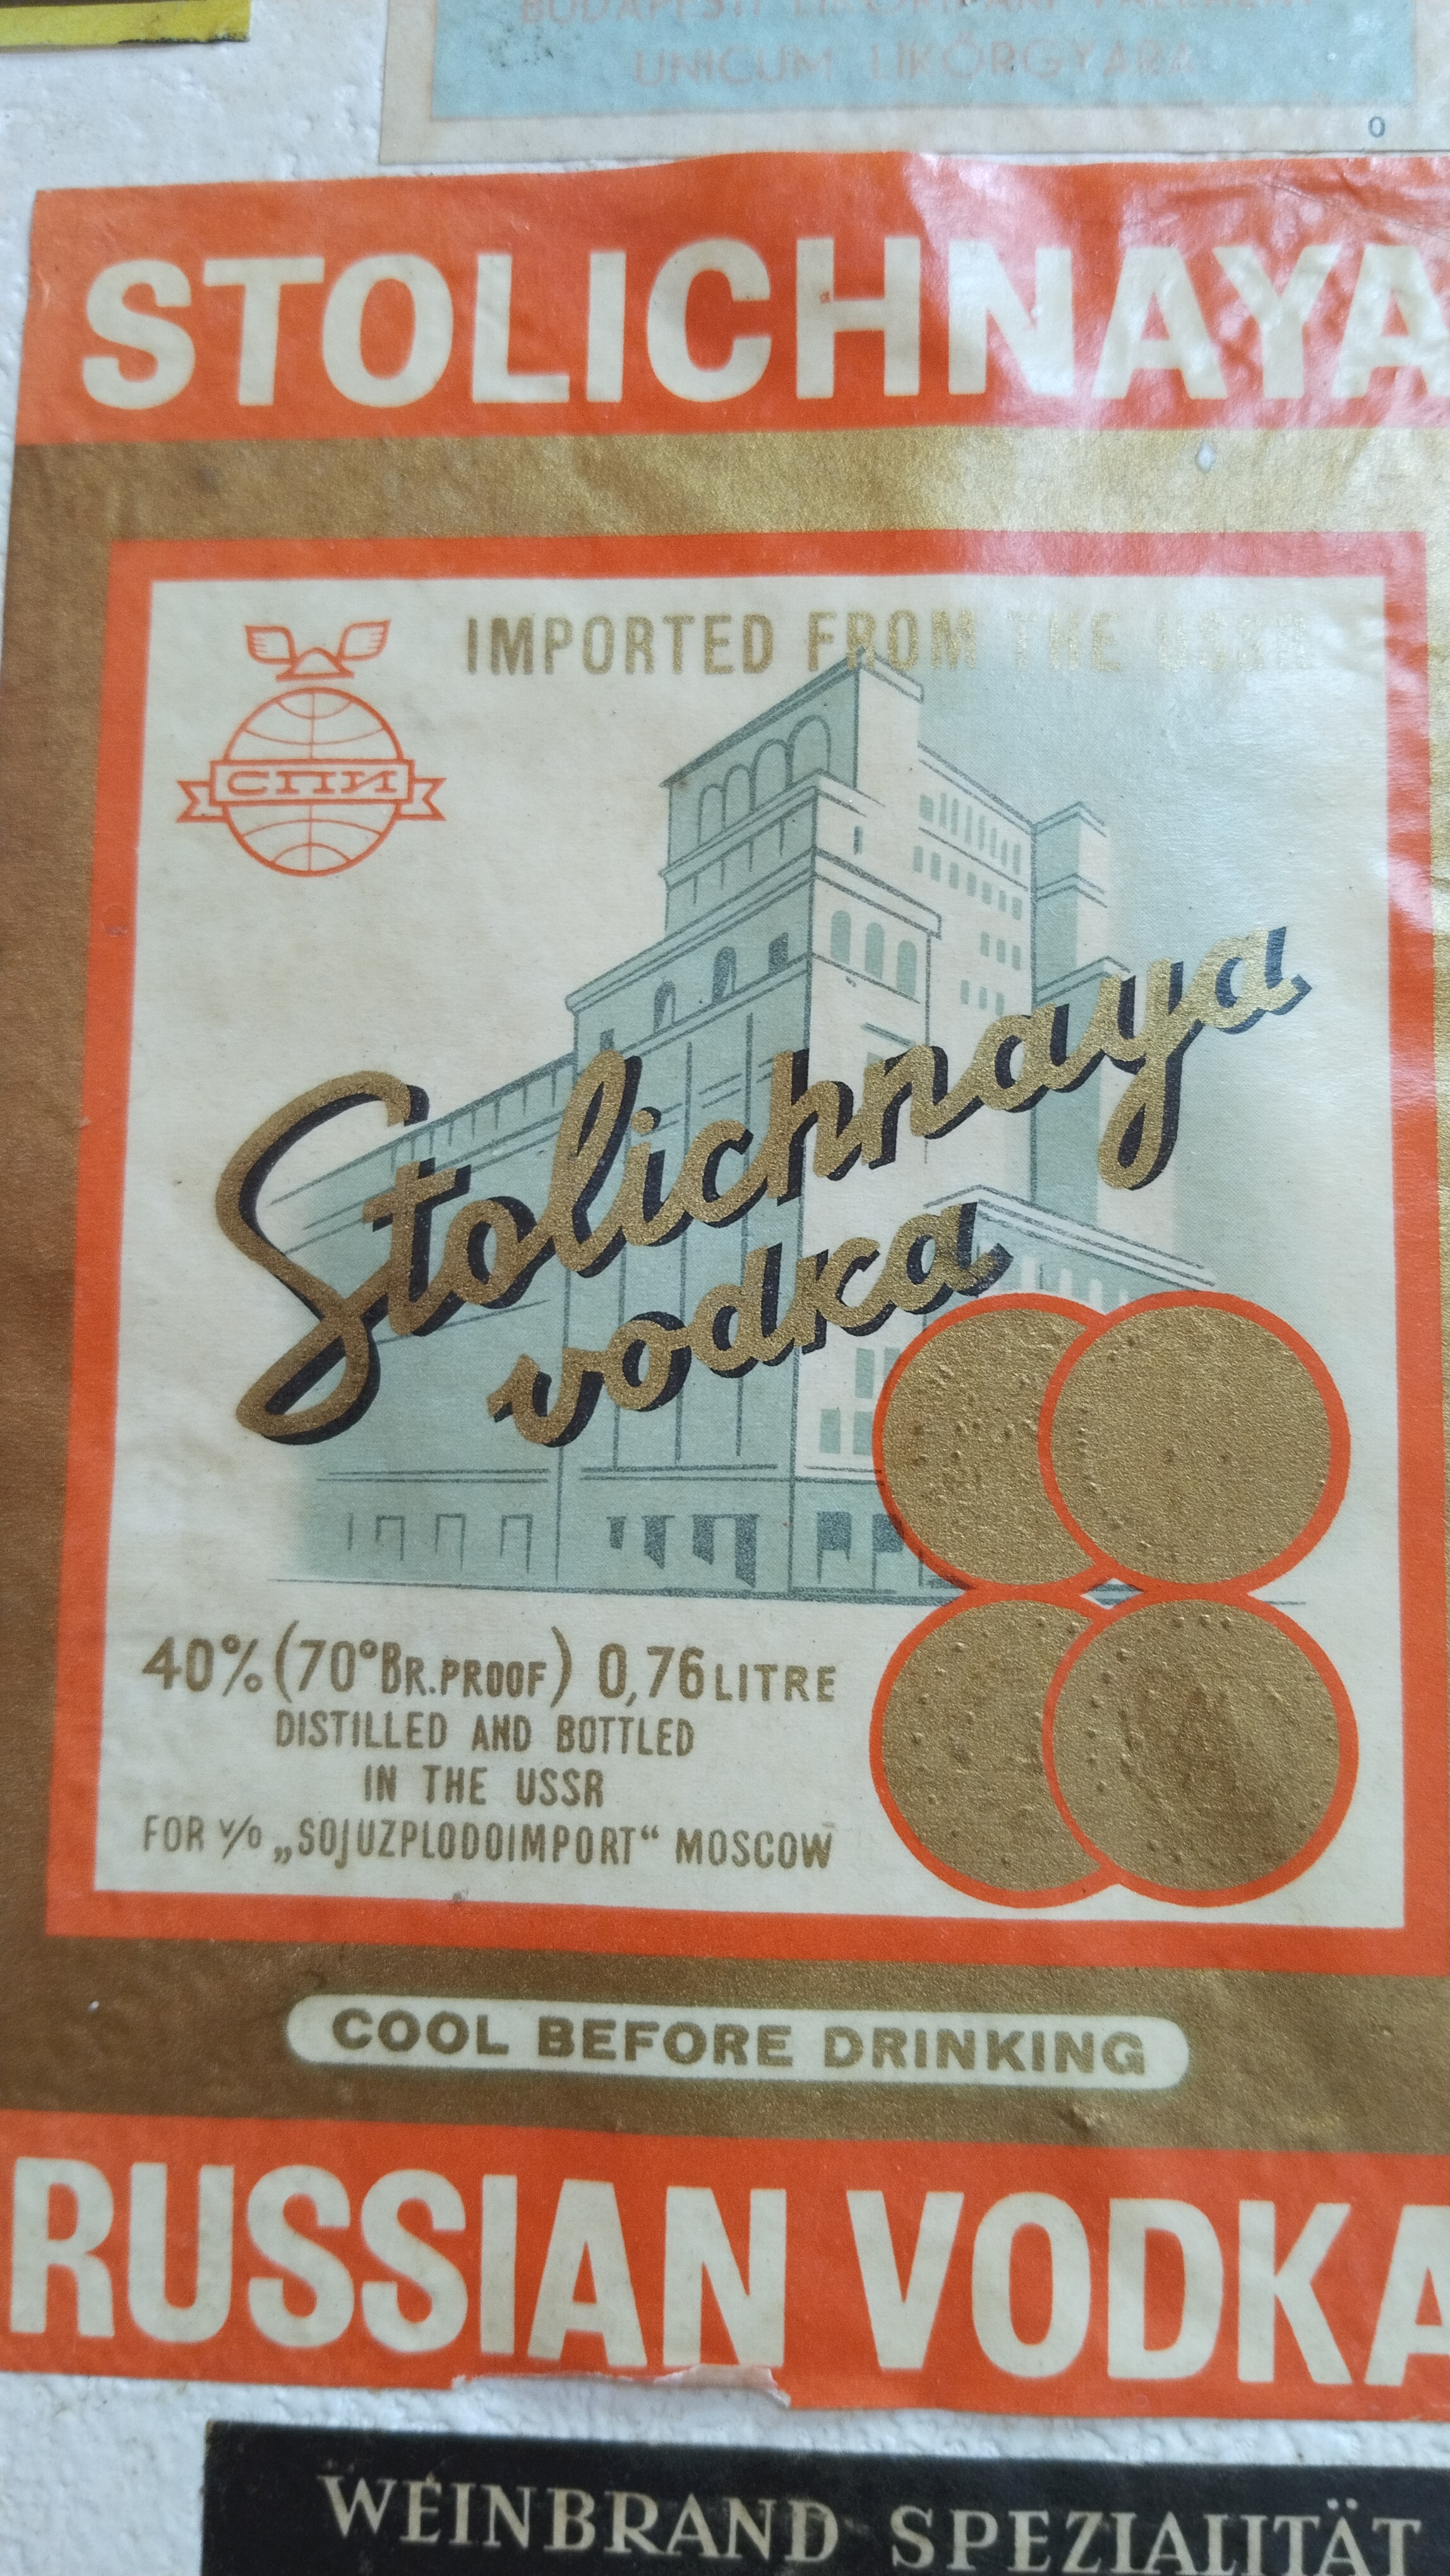 UNICUM LIKŐRGYÁRA
0
STOLICHNAYA
IMPORTED FROM THE USSR
СПИ
Stolichnaya
vodka
40% (70° BR. PROOF) 0,76 LITRE
DISTILLED AND BOTTLED
IN THE USSR
FOR V/O „SOJUZPLODOIMPORT“ MOSCOW
COOL BEFORE DRINKING
RUSSIAN VODKA
WEINBRAND SPEZIALITÄT